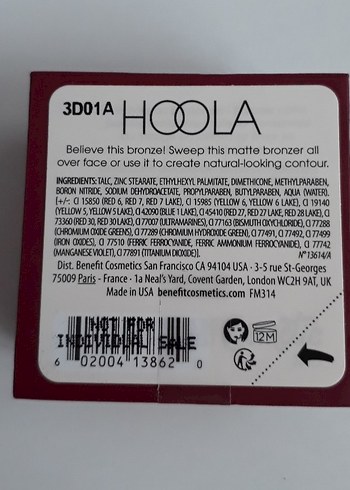 3D01A HOOLA
Believe this bronze! Sweep this matte bronzer all
over face or use it to create natural-looking contour.
INGREDIENTS: TALC, ZINC STEARATE, ETHYLHEXYL PALMITATE, DIMETHICONE, METHYLPARABEN,
BORON NITRIDE, SODIUM DEHYDROACETATE, PROPYLPARABEN, BUTYLPARABEN, AQUA (WATER).
[+/-: CI 15850 (RED 6, RED 7, RED 7 LAKE), CI 15985 (YELLOW 6, YELLOW 6 LAKE), CI 19140
(YELLOW 5, YELLOW 5 LAKE), CI 42090 (BLUE 1 LAKE), CI 45410 (RED 27, RED 27 LAKE, RED 28 LAKE), CI
73360 (RED 30, RED 30 LAKE), CI 77007 (ULTRAMARINES), CI 77163 (BISMUTH OXYCHLORIDE), CI 77288
(CHROMIUM OXIDE GREENS), CI 77289 (CHROMIUM HYDROXIDE GREEN), CI 77491, CI 77492, CI 77499
(IRON OXIDES), CI 77510 (FERRIC FERROCYANIDE, FERRIC AMMONIUM FERROCYANIDE), CI 77742
(MANGANESE VIOLET), CI 77891 (TITANIUM DIOXIDE)]. N° 13614/A
Dist. Benefit Cosmetics San Francisco CA 94104 USA - 3-5 rue St-Georges
75009 Paris - France - 1a Neal's Yard, Covent Garden, London WC2H 9AT, UK
Made in USA benefitcosmetics.com FM314
NOT FOR
INDIVIDUAL SALE
6 02004 13862 0
12M